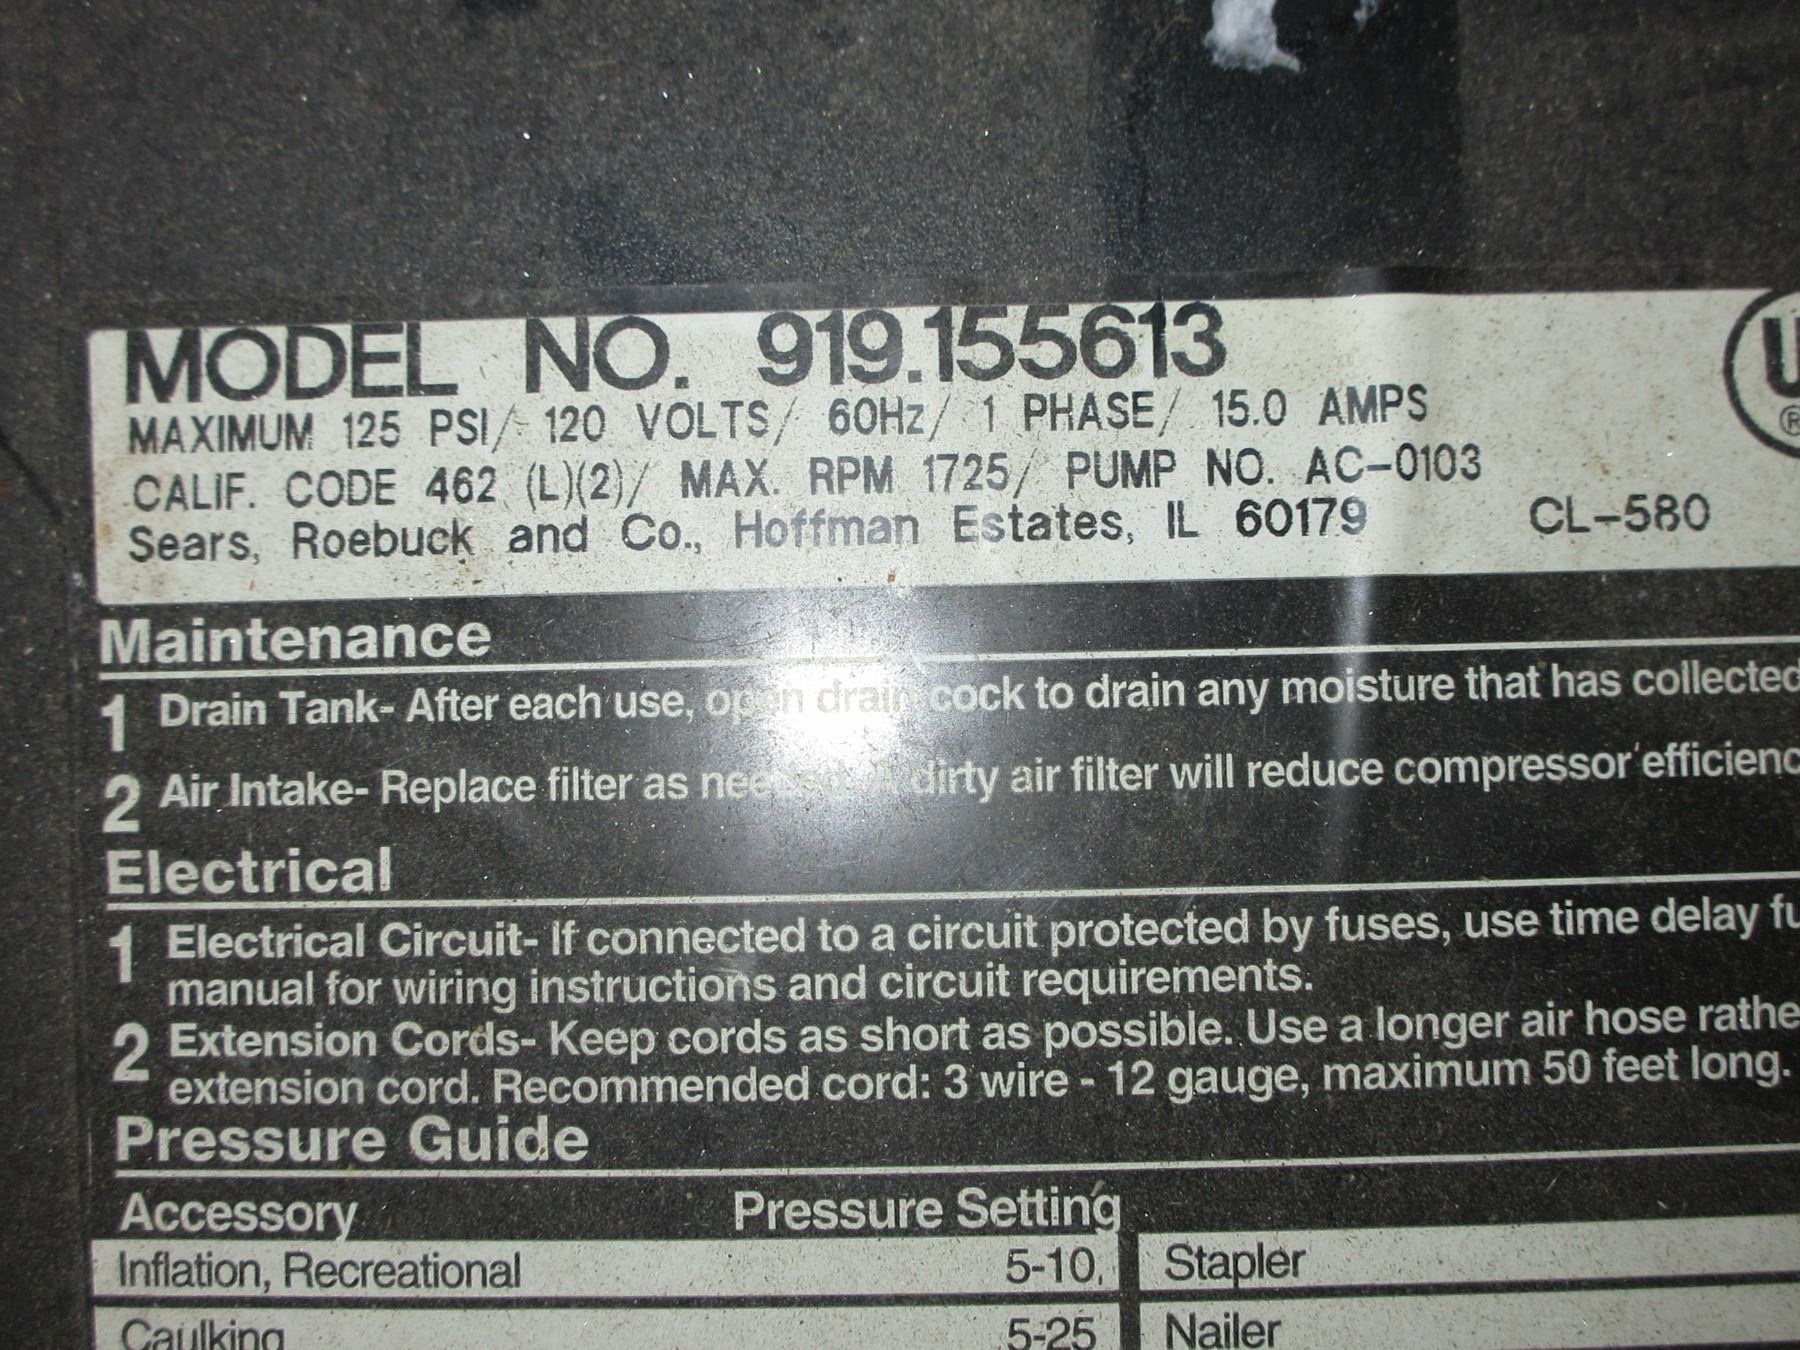 MODEL NO. 919.155613
MAXIMUM 125 PSI/ 120 VOLTS/ 60Hz/ 1 PHASE/ 15.0 AMPS
CALIF. CODE 462 (L)(2)/ MAX. RPM 1725/ PUMP NO. AC-0103
Sears, Roebuck and Co., Hoffman Estates, IL 60179 CL-580
U
®
Maintenance
1 Drain Tank- After each use, open drain cock to drain any moisture that has collected
2 Air Intake- Replace filter as needed. A dirty air filter will reduce compressor efficienc
Electrical
1 Electrical Circuit- If connected to a circuit protected by fuses, use time delay fu
manual for wiring instructions and circuit requirements.
2 Extension Cords- Keep cords as short as possible. Use a longer air hose rathe
extension cord. Recommended cord: 3 wire - 12 gauge, maximum 50 feet long.
Pressure Guide
Accessory Pressure Setting
Inflation, Recreational 5-10 Stapler
Caulking 5-25 Nailer